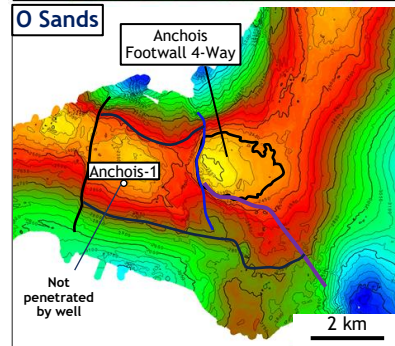 O Sands
Anchois
Footwall 4-Way
Anchois-1
Not
penetrated
by well
2 km